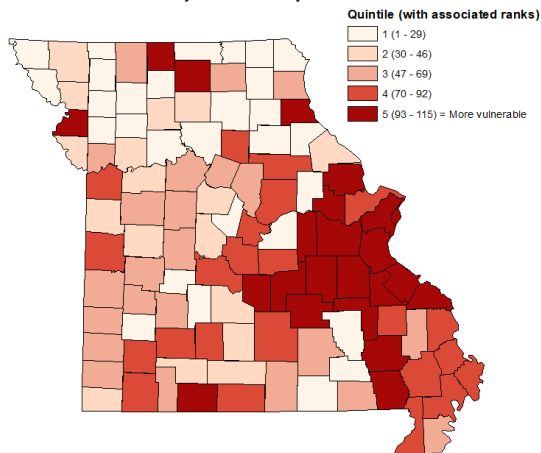 Quintile (with associated ranks)
1 (1 - 29)
2 (30 - 46)
3 (47 - 69)
4 (70 - 92)
5 (93 - 115) = More vulnerable